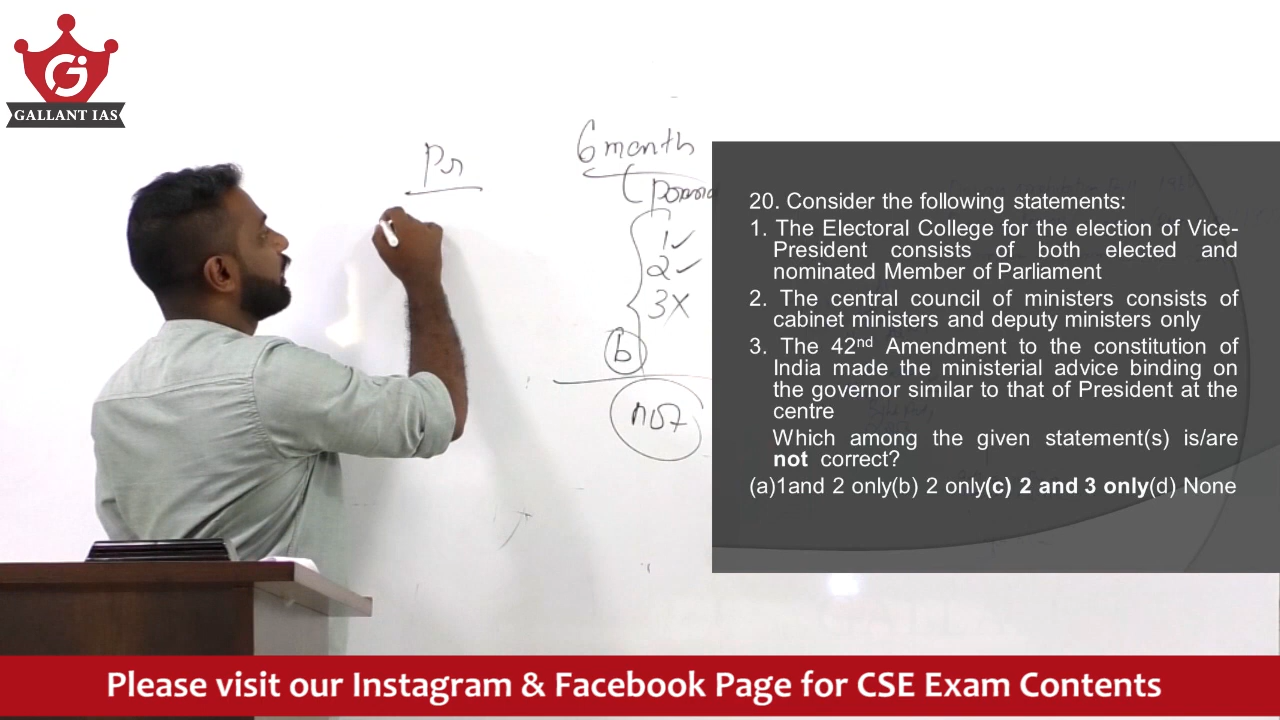 GALLANT IAS
Pr
6 month
1 ✓
2 ✓
3 X
b
not
20. Consider the following statements:
1. The Electoral College for the election of Vice-
President consists of both elected and
nominated Member of Parliament
2. The central council of ministers consists of
cabinet ministers and deputy ministers only
3. The 42nd Amendment to the constitution of
India made the ministerial advice binding on
the governor similar to that of President at the
centre
Which among the given statement(s) is/are
not correct?
(a)1and 2 only(b) 2 only(c) 2 and 3 only(d) None
Please visit our Instagram & Facebook Page for CSE Exam Contents